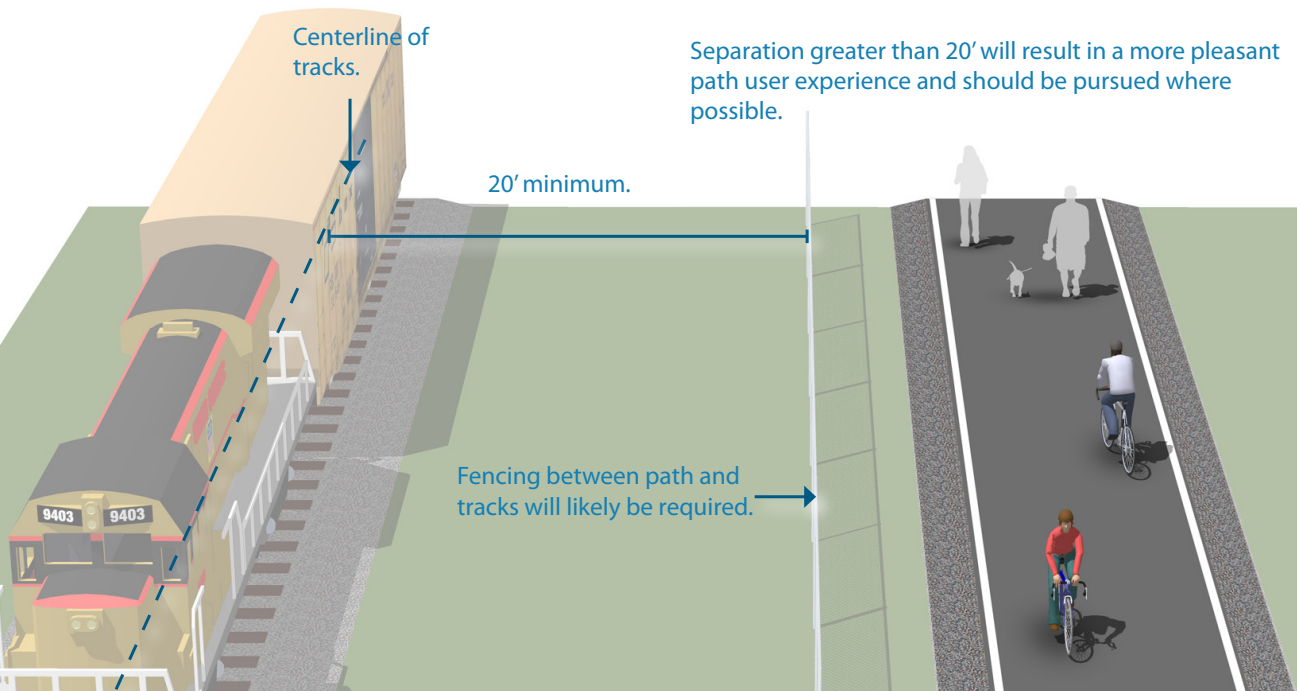 Centerline of
tracks.
Separation greater than 20’ will result in a more pleasant
path user experience and should be pursued where
possible.
20’ minimum.
Fencing between path and
tracks will likely be required.
9403 9403